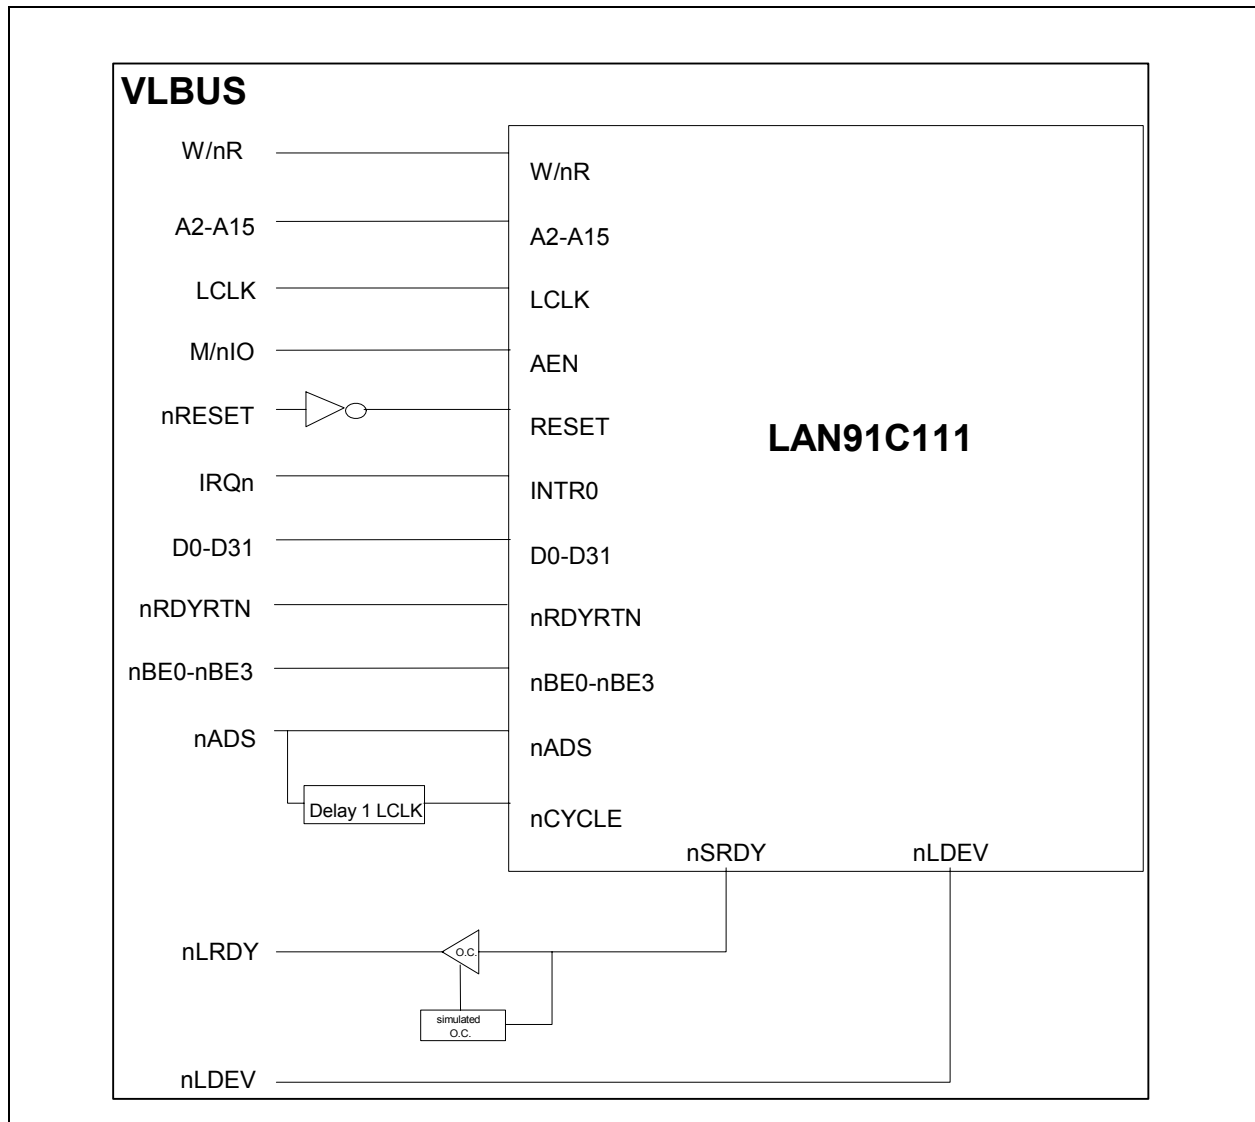 VLBUS
W/nR
W/nR
A2-A15
A2-A15
LCLK
LCLK
M/nIO
AEN
nRESET
RESET
LAN91C111
IRQn
INTR0
D0-D31
D0-D31
nRDYRTN
nRDYRTN
nBE0-nBE3
nBE0-nBE3
nADS
nADS
Delay 1 LCLK
nCYCLE
nSRDY
nLDEV
nLRDY
O.C.
simulated
O.C.
nLDEV